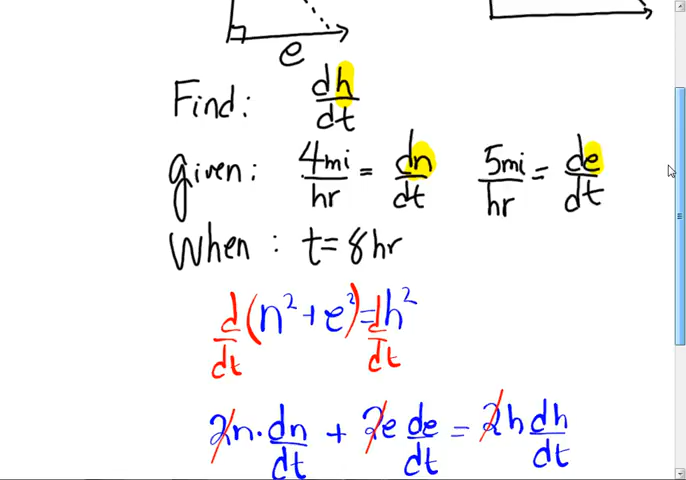 e
Find: dh/dt
given: 4mi/hr = dn/dt 5mi/hr = de/dt
When : t = 8hr
d/dt (n² + e²) = d/dt h²
2n · dn/dt + 2e de/dt = 2h dh/dt